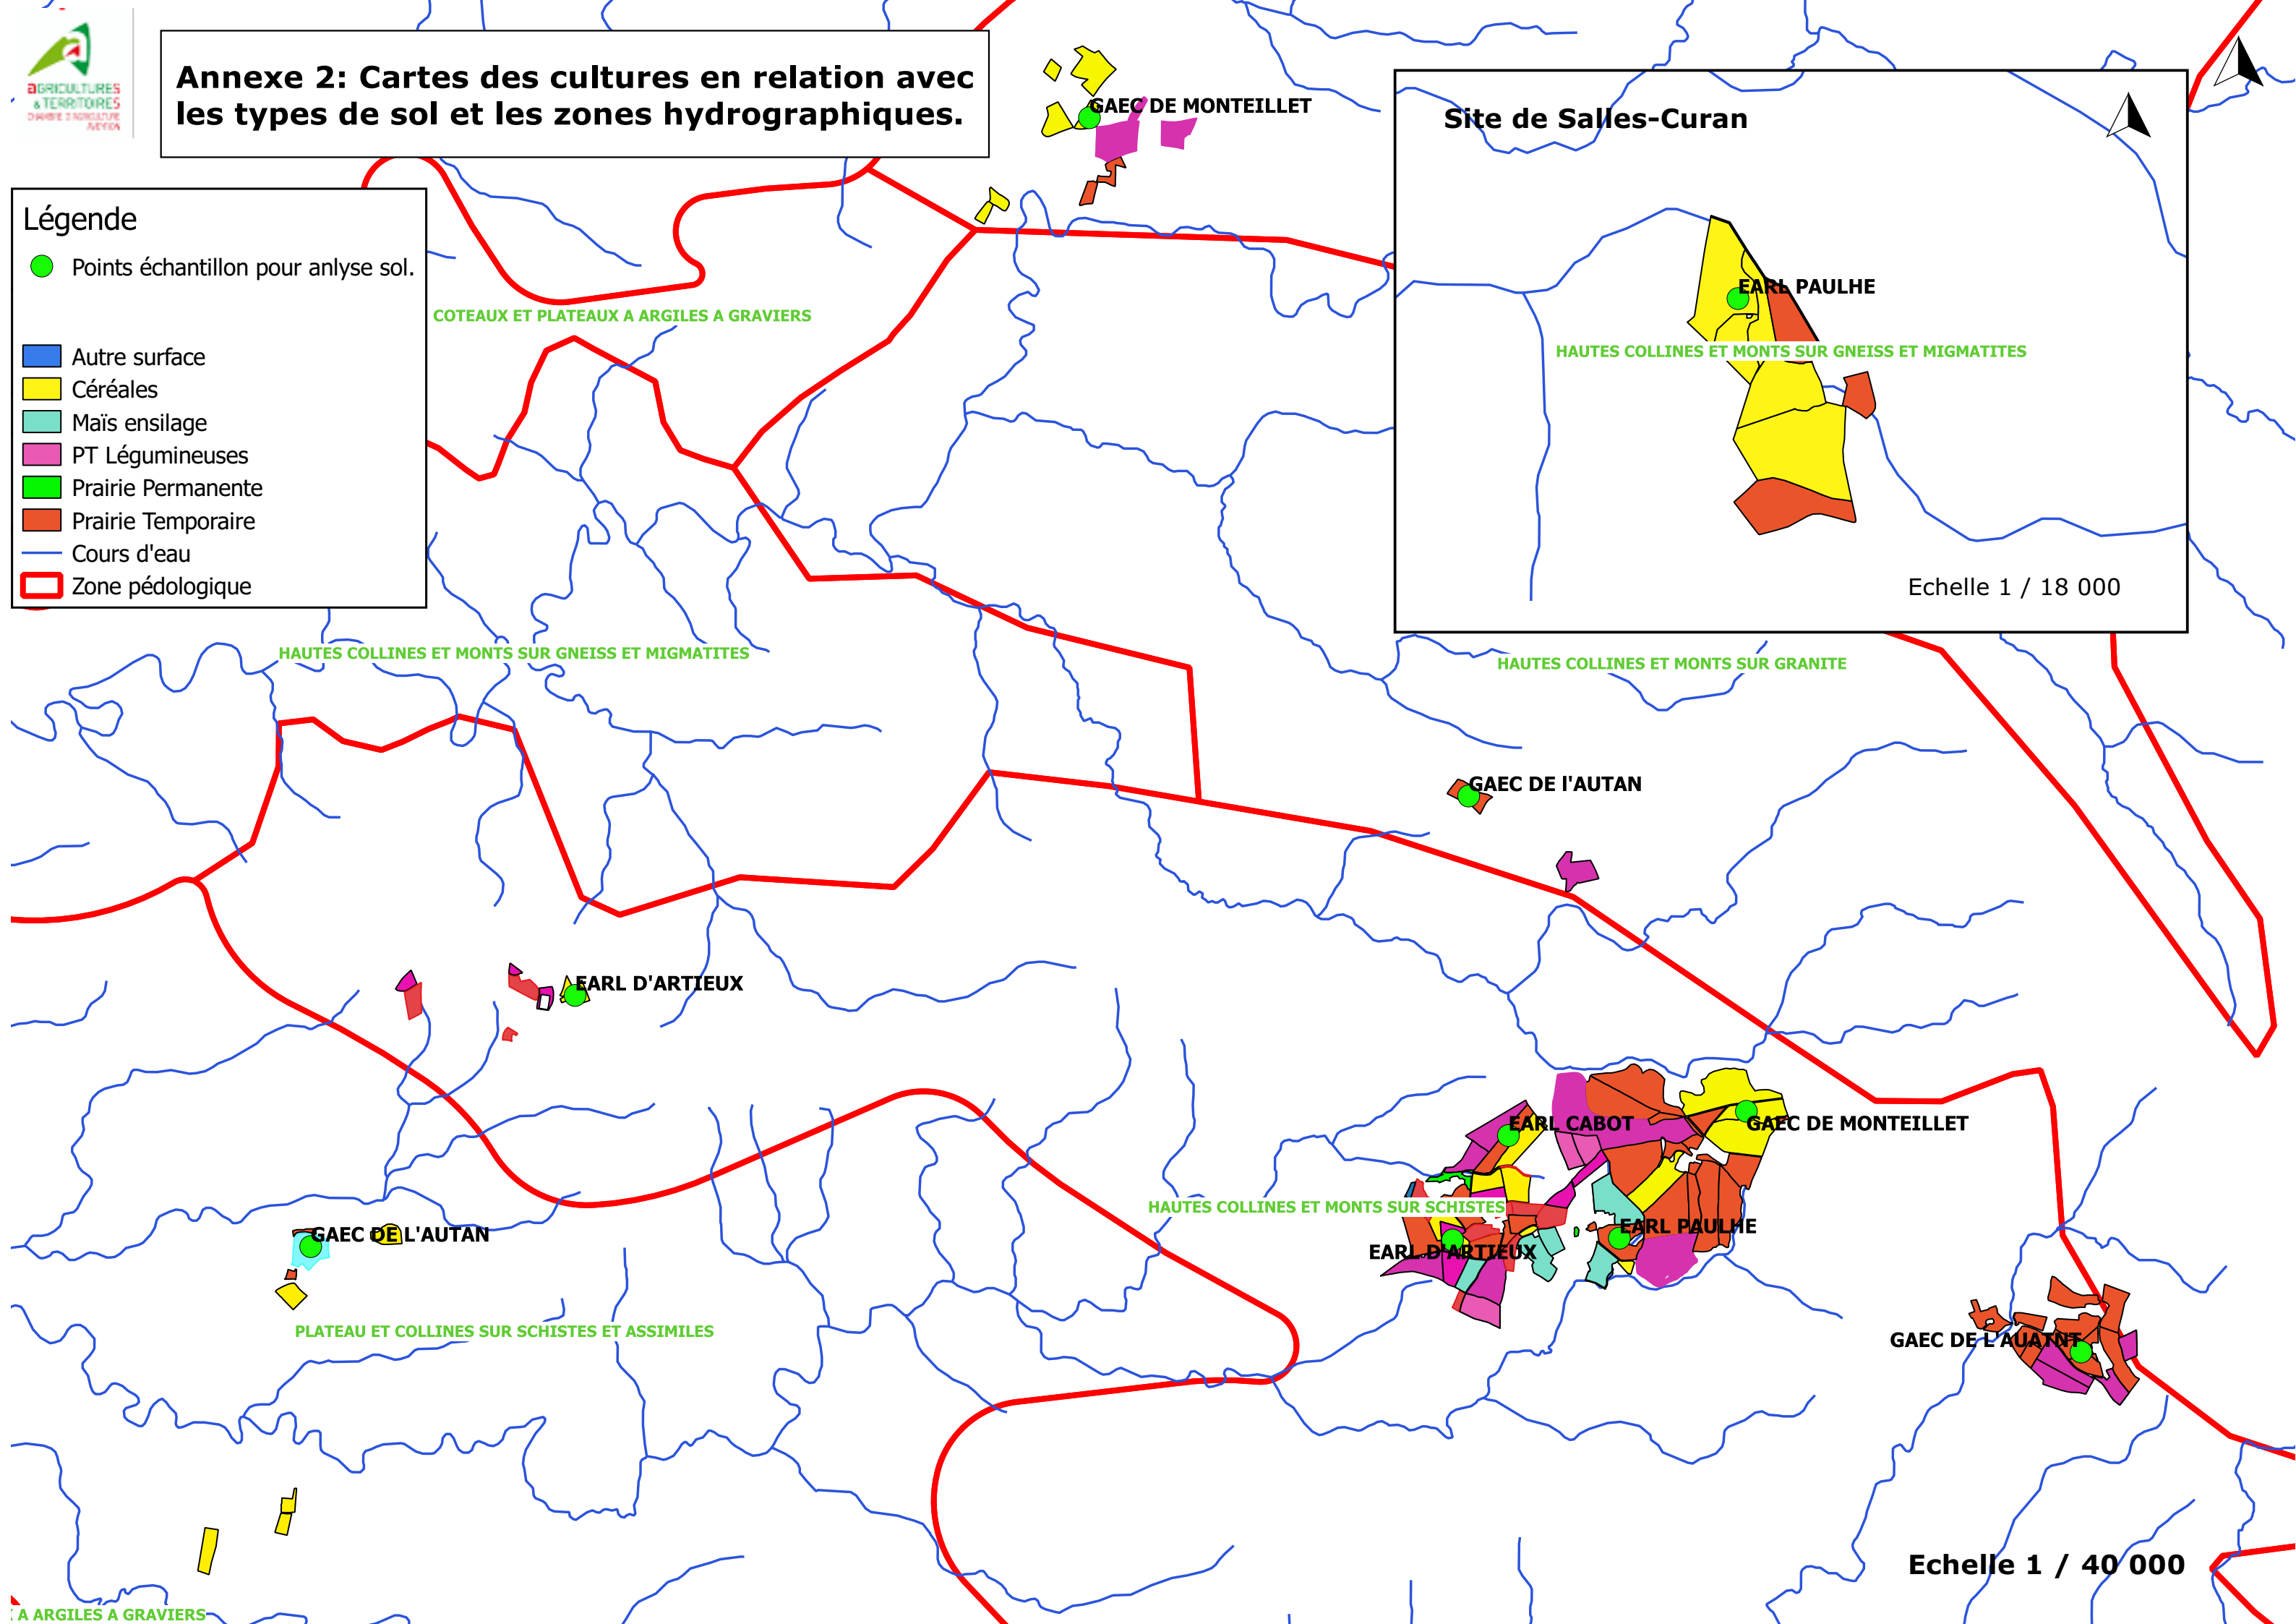 AGRICULTURES
& TERRITOIRES
CHAMBRE D'AGRICULTURE
AVEYRON
Annexe 2: Cartes des cultures en relation avec
les types de sol et les zones hydrographiques.
Légende
Points échantillon pour anlyse sol.
Autre surface
Céréales
Maïs ensilage
PT Légumineuses
Prairie Permanente
Prairie Temporaire
Cours d'eau
Zone pédologique
GAEC DE MONTEILLET
Site de Salles-Curan
EARL PAULHE
HAUTES COLLINES ET MONTS SUR GNEISS ET MIGMATITES
Echelle 1 / 18 000
COTEAUX ET PLATEAUX A ARGILES A GRAVIERS
HAUTES COLLINES ET MONTS SUR GNEISS ET MIGMATITES
HAUTES COLLINES ET MONTS SUR GRANITE
GAEC DE l'AUTAN
EARL D'ARTIEUX
EARL CABOT
GAEC DE MONTEILLET
HAUTES COLLINES ET MONTS SUR SCHISTES
EARL PAULHE
EARL D'ARTIEUX
GAEC DE L'AUTAN
PLATEAU ET COLLINES SUR SCHISTES ET ASSIMILES
GAEC DE L'AUATNT
Echelle 1 / 40 000
A ARGILES A GRAVIERS